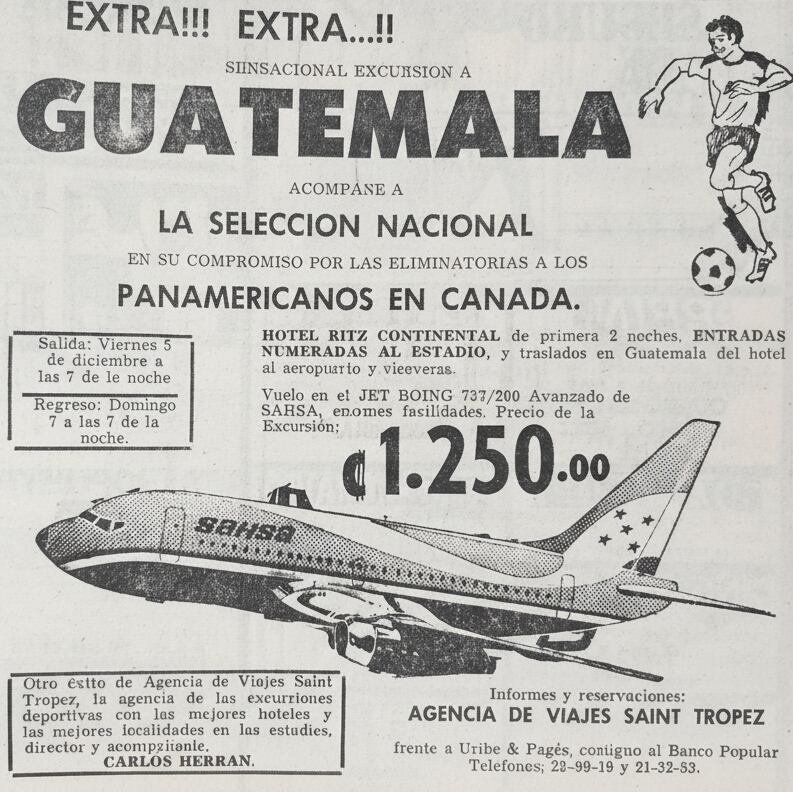 EXTRA!!! EXTRA...!!
SIINSACIONAL EXCURSION A
GUATEMALA
ACOMPAÑE A
LA SELECCION NACIONAL
EN SU COMPROMISO POR LAS ELIMINATORIAS A LOS
PANAMERICANOS EN CANADA.
Salida: Viernes 5
de diciembre a
las 7 de le noche
Regreso: Domingo
7 a las 7 de la
noche.
HOTEL RITZ CONTINENTAL de primera 2 noches, ENTRADAS
NUMERADAS AL ESTADIO, y traslados en Guatemala del hotel
al aeropuarto y vieeveras.
Vuelo en el JET BOING 737/200 Avanzado de
SAHSA, enomes fasilidades. Precio de la
Excursión;
₡1.250.00
sahsa
Otro éxito de Agencia de Viajes Saint
Tropez, la agencia de las excurriones
deportivas con las mejores hoteles y
las mejores localidades en las estudies,
director y
CARLOS HERRAN.
Informes y reservaciones:
AGENCIA DE VIAJES SAINT TROPEZ
frente a Uribe & Pagés, contigno al Banco Popular
Telefonos; 22-99-19 y 21-32-53.